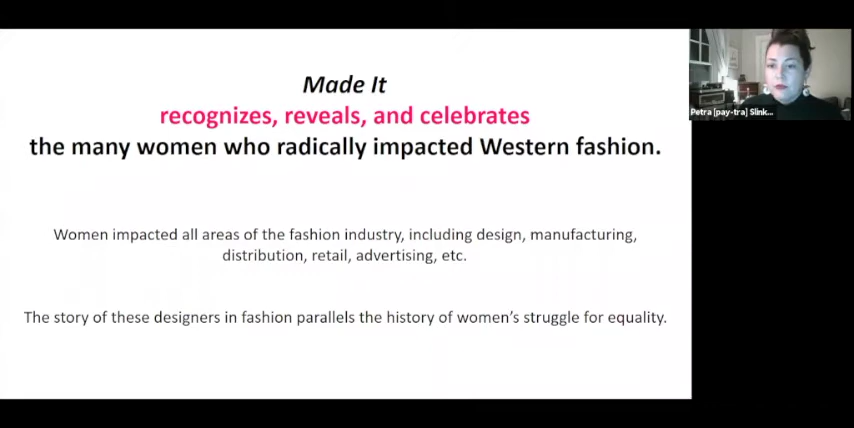 Made It
recognizes, reveals, and celebrates
the many women who radically impacted Western fashion.
Women impacted all areas of the fashion industry, including design, manufacturing,
distribution, retail, advertising, etc.
The story of these designers in fashion parallels the history of women’s struggle for equality.
Petra [pay-tra] Slink...